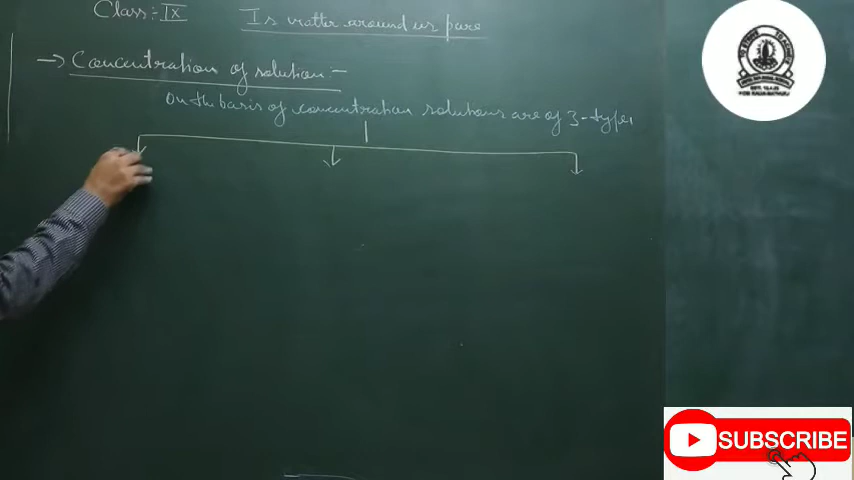 Class:- IX
Is matter around us pure
→ Concentration of solution:-
On the basis of concentration solutions are of 3-types
SUBSCRIBE